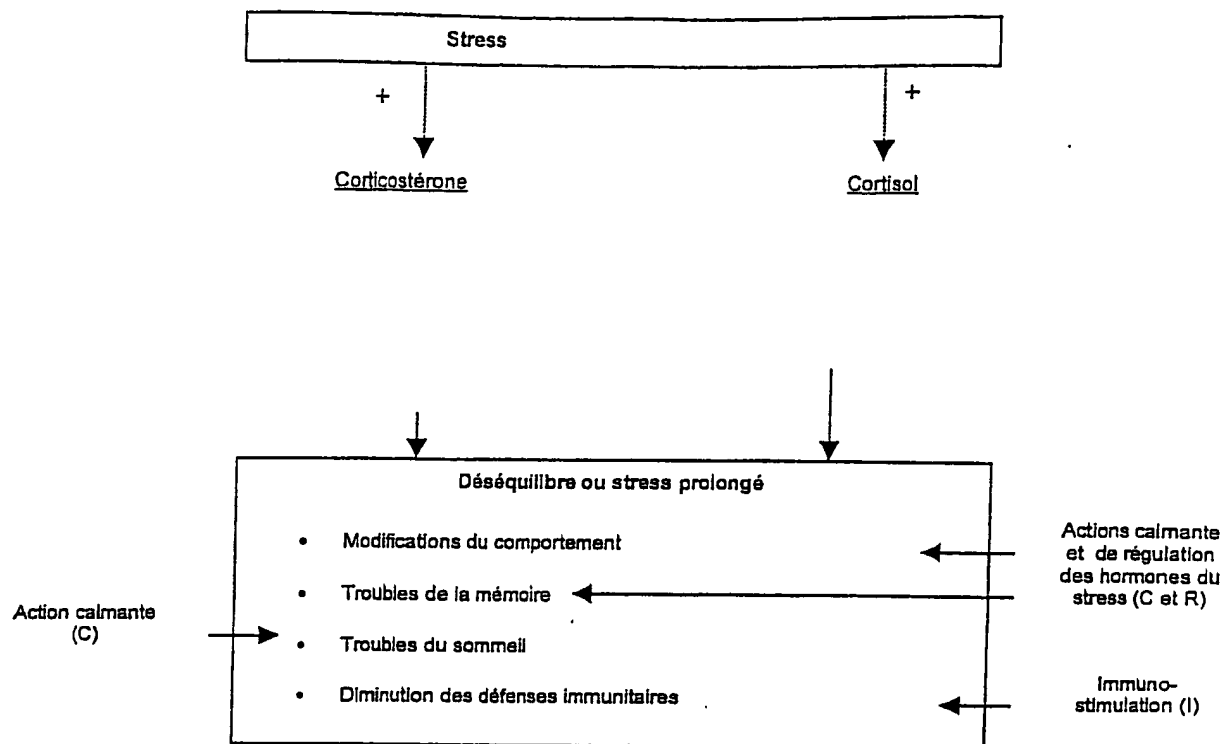 Stress
+
+
Corticostérone
Cortisol
Déséquilibre ou stress prolongé
• Modifications du comportement
• Troubles de la mémoire
• Troubles du sommeil
• Diminution des défenses immunitaires
Action calmante
(C)
Actions calmante
et de régulation
des hormones du
stress (C et R)
Immuno-
stimulation (I)